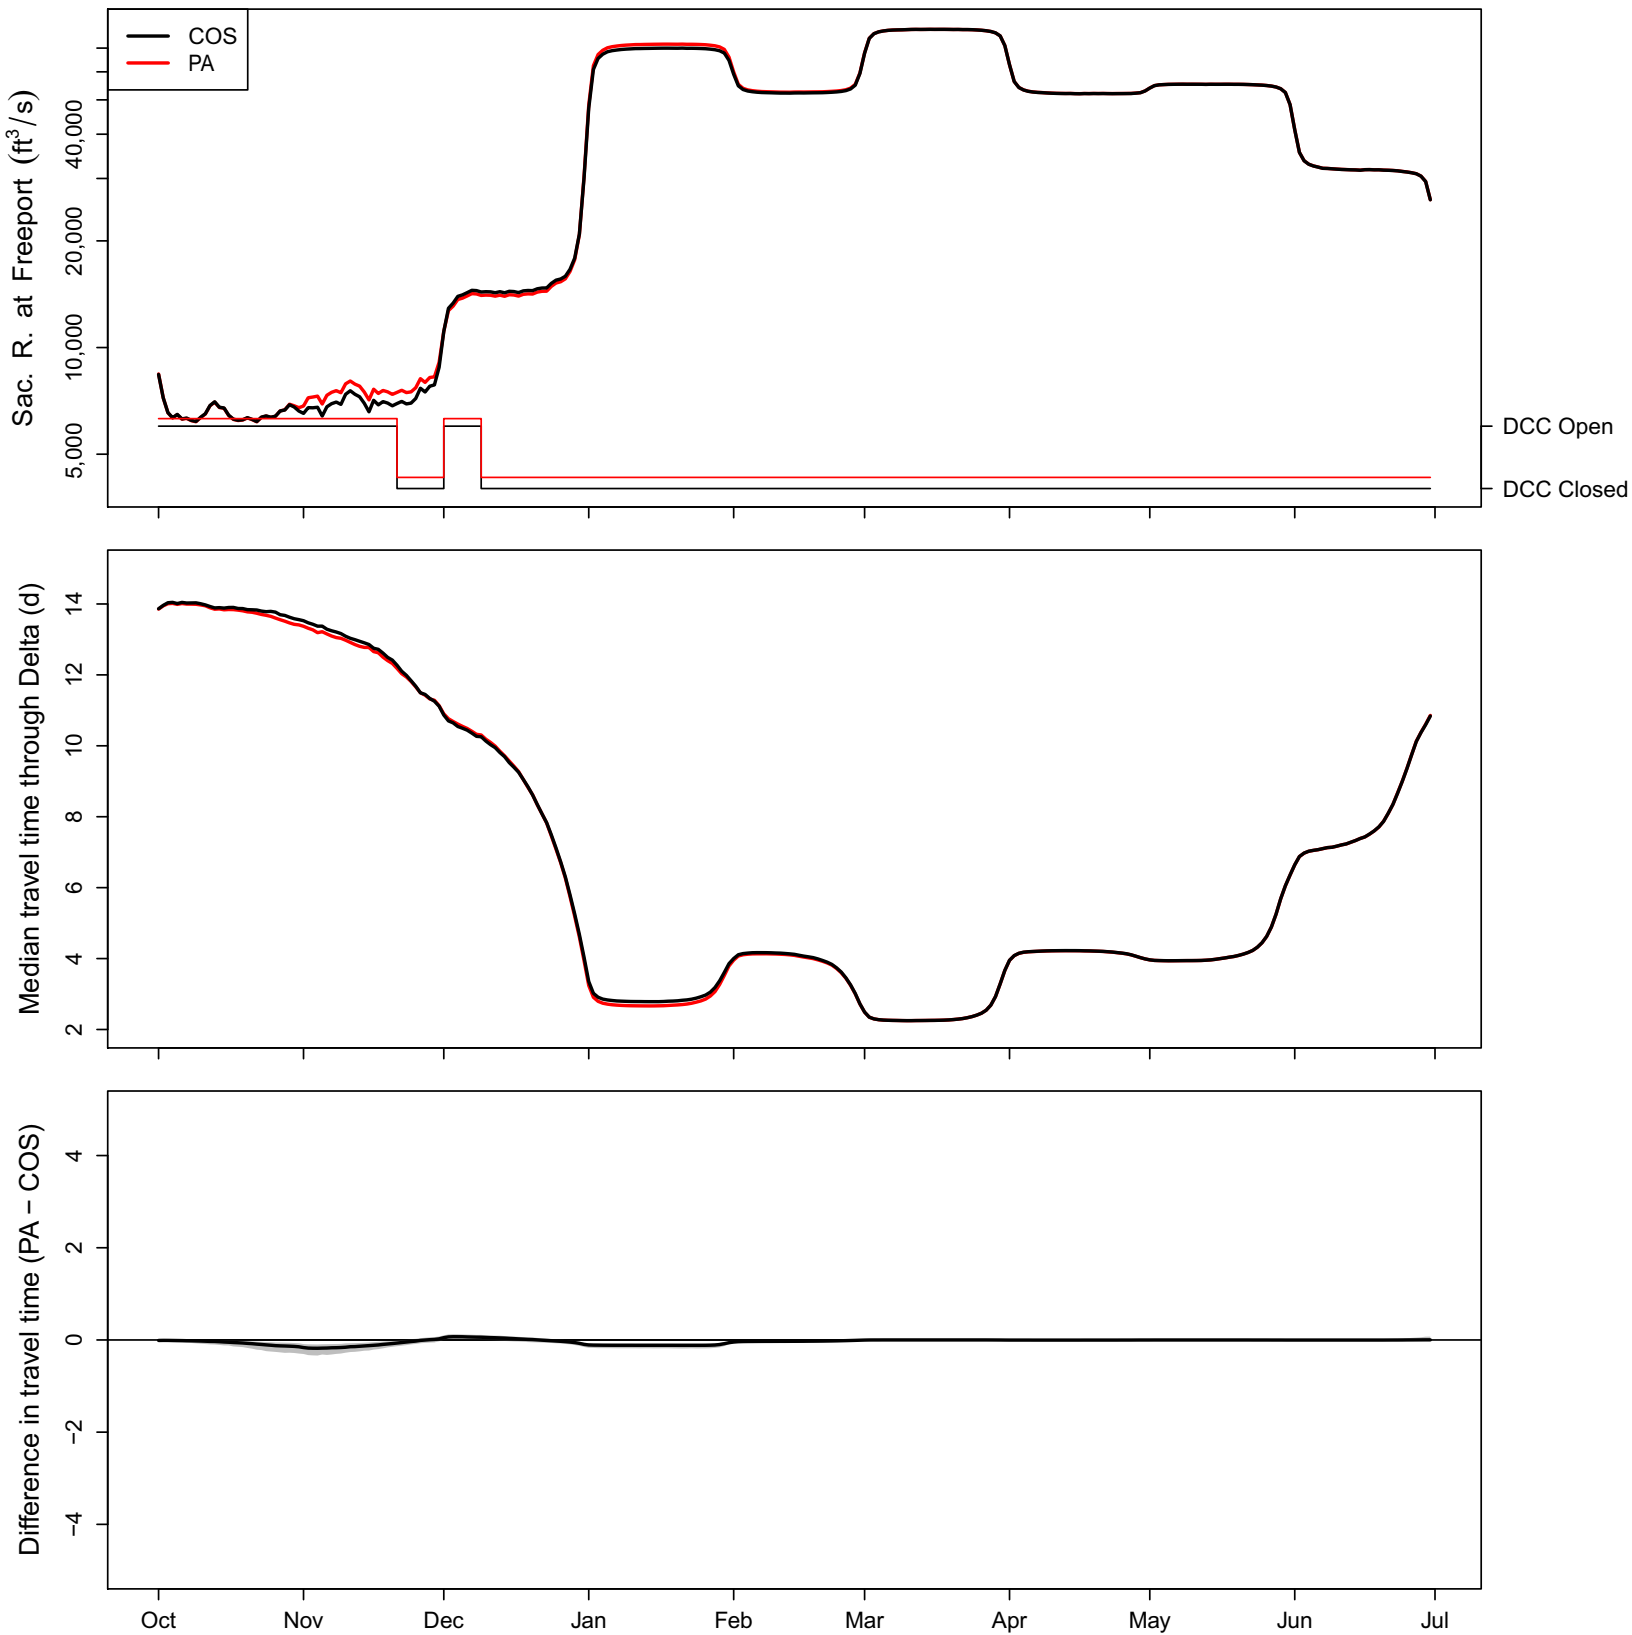 COS
PA
Sac. R. at Freeport (ft³/s)
40,000
20,000
10,000
5,000
DCC Open
DCC Closed
Median travel time through Delta (d)
14
12
10
8
6
4
2
Difference in travel time (PA − COS)
4
2
0
−2
−4
Oct Nov Dec Jan Feb Mar Apr May Jun Jul